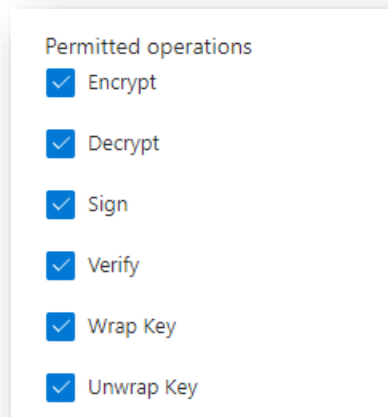 Permitted operations
Encrypt
Decrypt
Sign
Verify
Wrap Key
Unwrap Key